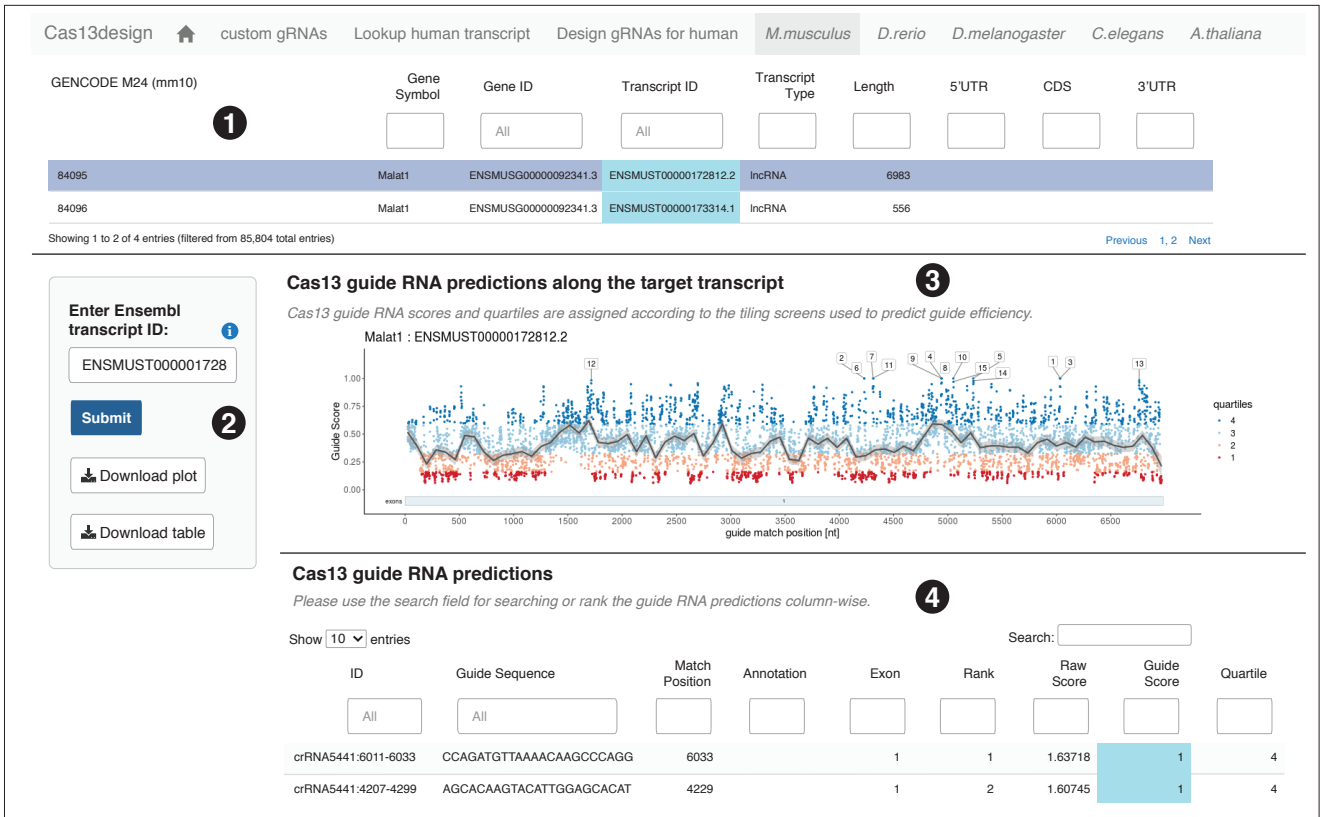 Cas13design custom gRNAs Lookup human transcript Design gRNAs for human M.musculus D.rerio D.melanogaster C.elegans A.thaliana
GENCODE M24 (mm10) Gene Symbol Gene ID Transcript ID Transcript Type Length 5'UTR CDS 3'UTR
1
All All
84095 Malat1 ENSMUSG00000092341.3 ENSMUST00000172812.2 lncRNA 6983
84096 Malat1 ENSMUSG00000092341.3 ENSMUST00000173314.1 lncRNA 556
Showing 1 to 2 of 4 entries (filtered from 85,804 total entries) Previous 1, 2 Next
Enter Ensembl
transcript ID: i
ENSMUST000001728
Submit
2
Download plot
Download table
Cas13 guide RNA predictions along the target transcript
3
Cas13 guide RNA scores and quartiles are assigned according to the tiling screens used to predict guide efficiency.
Malat1 : ENSMUST00000172812.2
12 2 6 7 11 9 4 8 10 15 5 14 1 3 13
Guide Score
1.00
0.75
0.50
0.25
0.00
exons 1
0 500 1000 1500 2000 2500 3000 3500 4000 4500 5000 5500 6000 6500
guide match position [nt]
quartiles
4
3
2
1
Cas13 guide RNA predictions
4
Please use the search field for searching or rank the guide RNA predictions column-wise.
Show 10 entries Search:
ID Guide Sequence Match Position Annotation Exon Rank Raw Score Guide Score Quartile
All All
crRNA5441:6011-6033 CCAGATGTTAAAACAAGCCCAGG 6033 1 1 1.63718 1 4
crRNA5441:4207-4299 AGCACAAGTACATTGGAGCACAT 4229 1 2 1.60745 1 4